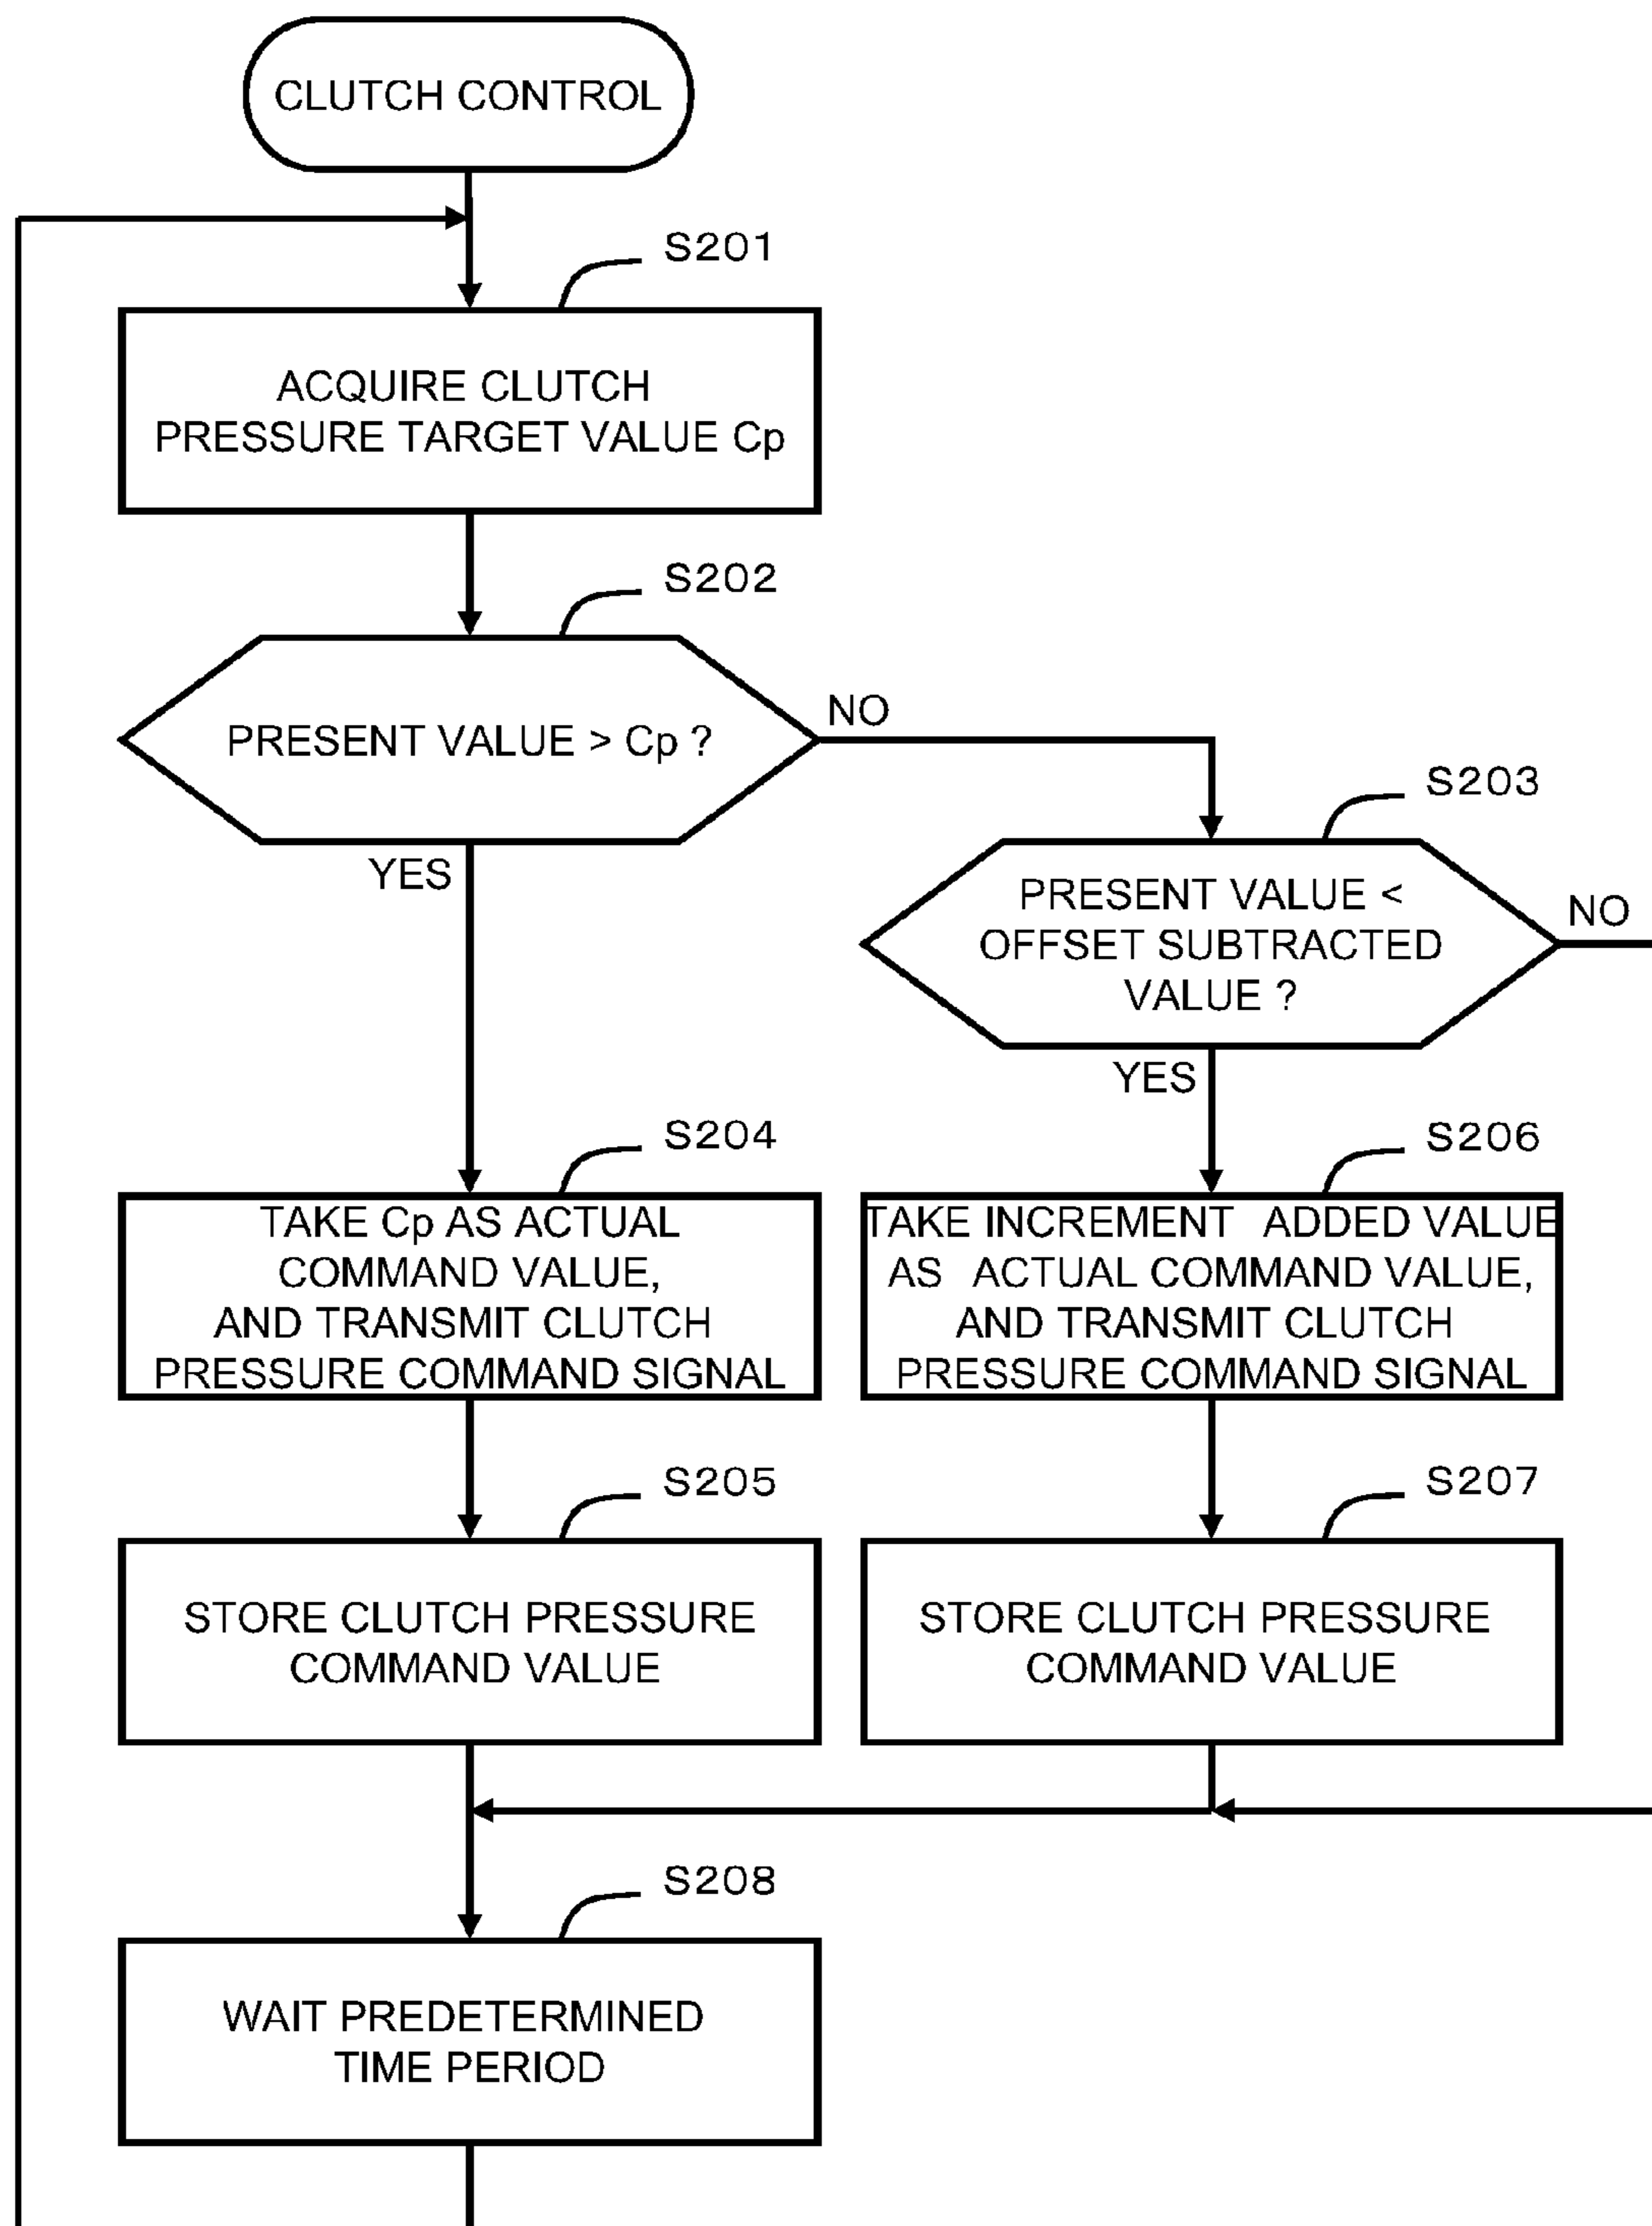 CLUTCH CONTROL
S201
ACQUIRE CLUTCH
PRESSURE TARGET VALUE Cp
S202
PRESENT VALUE > Cp ?
NO
YES
S203
PRESENT VALUE <
OFFSET SUBTRACTED
VALUE ?
NO
YES
S204
TAKE Cp AS ACTUAL
COMMAND VALUE,
AND TRANSMIT CLUTCH
PRESSURE COMMAND SIGNAL
S206
TAKE INCREMENT ADDED VALUE
AS ACTUAL COMMAND VALUE,
AND TRANSMIT CLUTCH
PRESSURE COMMAND SIGNAL
S205
STORE CLUTCH PRESSURE
COMMAND VALUE
S207
STORE CLUTCH PRESSURE
COMMAND VALUE
S208
WAIT PREDETERMINED
TIME PERIOD